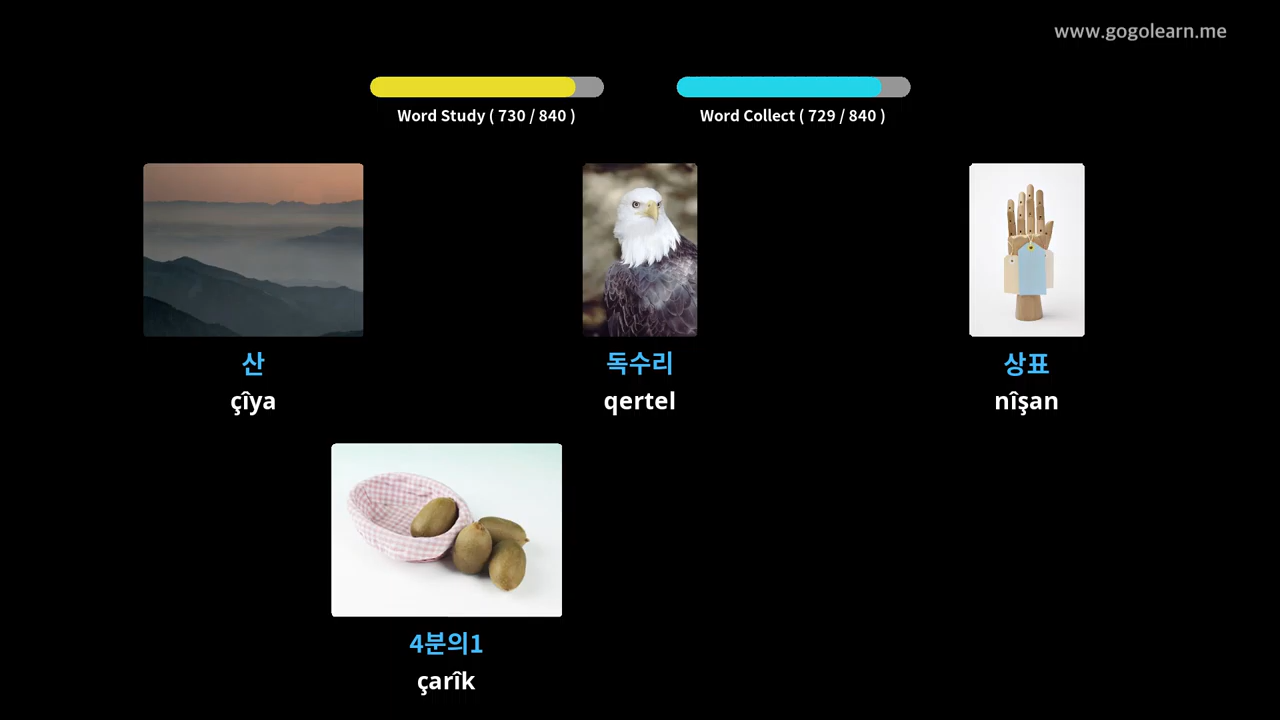 www.gogolearn.me
Word Study ( 730 / 840 )
Word Collect ( 729 / 840 )
산
çîya
독수리
qertel
상표
nîşan
4분의1
çarîk